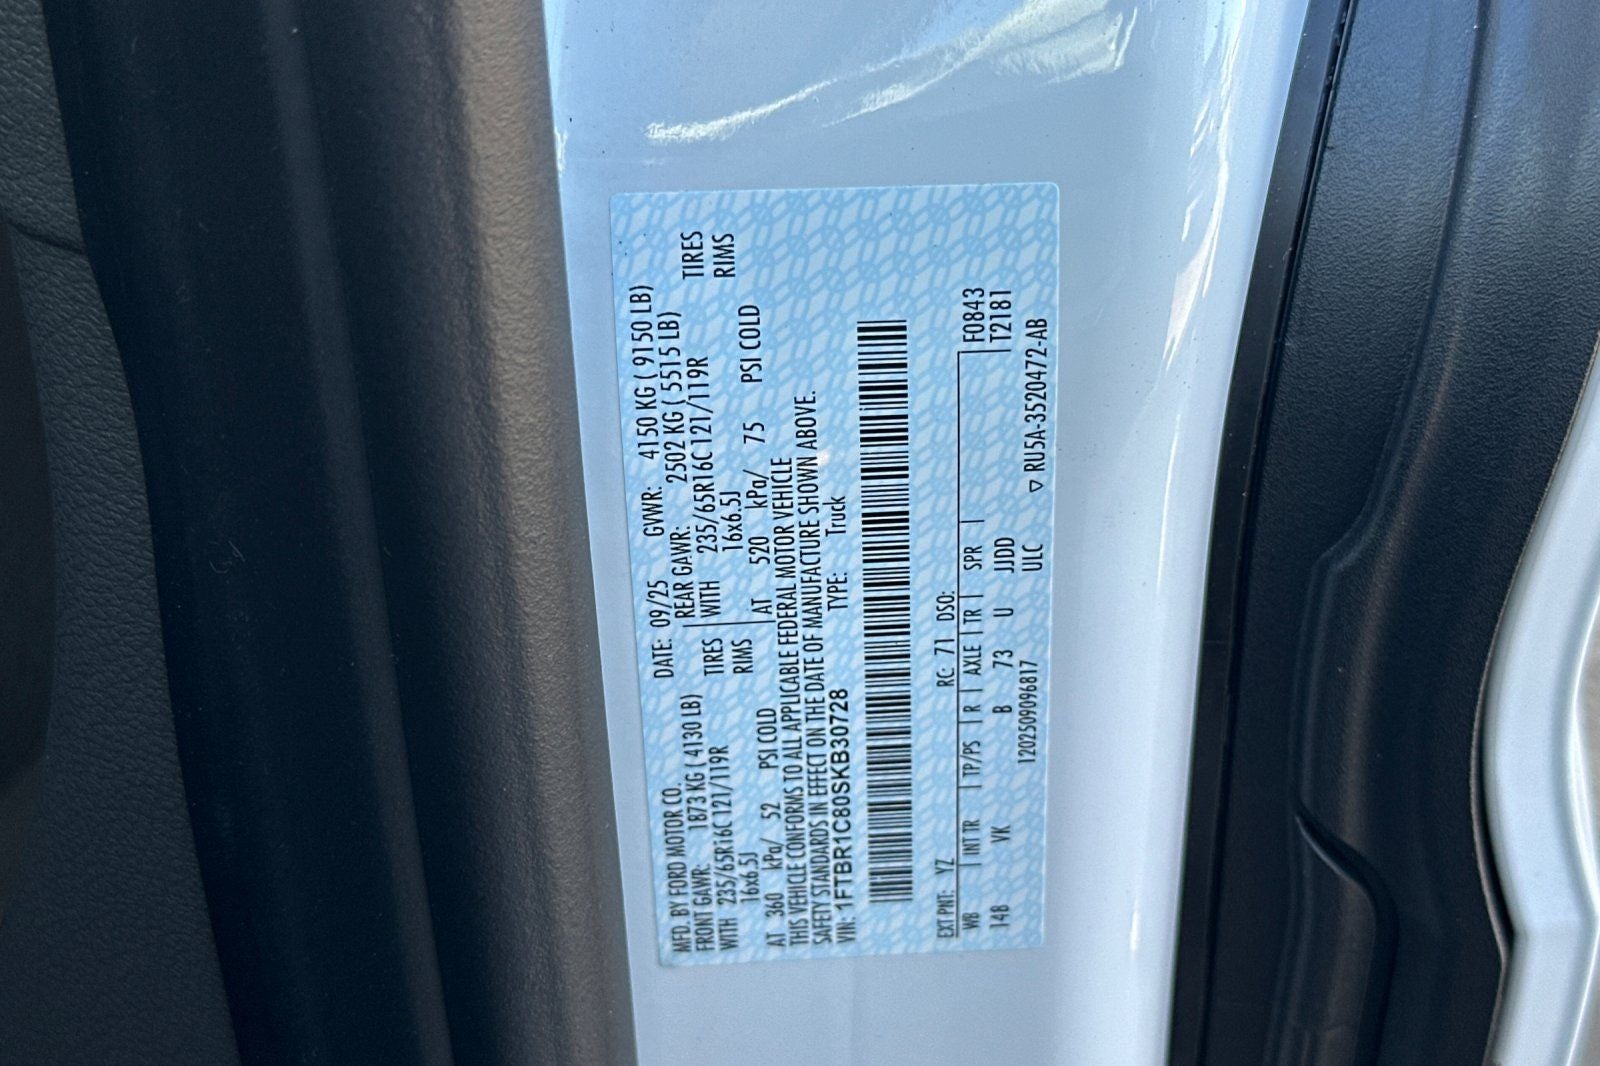 MFD. BY FORD MOTOR CO.
DATE: 09/25 GVWR: 4150 KG ( 9150 LB)
FRONT GAWR: 1873 KG ( 4130 LB)
REAR GAWR: 2502 KG ( 5515 LB)
WITH 235/65R16C 121/119R TIRES
WITH 235/65R16C 121/119R TIRES
16x6.5J RIMS
16x6.5J RIMS
AT 360 kPa/ 52 PSI COLD
AT 520 kPa/ 75 PSI COLD
THIS VEHICLE CONFORMS TO ALL APPLICABLE FEDERAL MOTOR VEHICLE
SAFETY STANDARDS IN EFFECT ON THE DATE OF MANUFACTURE SHOWN ABOVE.
VIN: 1FTBR1C80SKB30728 TYPE: Truck
EXT PNT: YZ RC: 71 DSO:
WB | INT TR | TP/PS | R | AXLE | TR | SPR | F0843
148 VK B 73 U JJDD T2181
1202509096817 ULC ▽ RU5A-3520472-AB